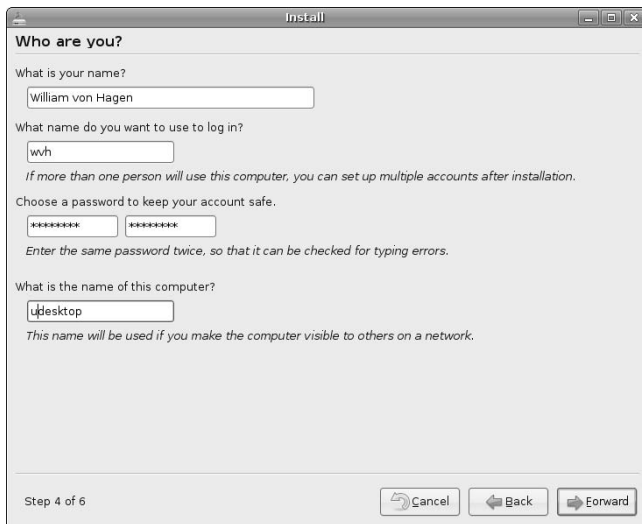 Install
Who are you?
What is your name?
William von Hagen
What name do you want to use to log in?
wvh
If more than one person will use this computer, you can set up multiple accounts after installation.
Choose a password to keep your account safe.
******** ********
Enter the same password twice, so that it can be checked for typing errors.
What is the name of this computer?
udesktop
This name will be used if you make the computer visible to others on a network.
Step 4 of 6
Cancel Back Forward